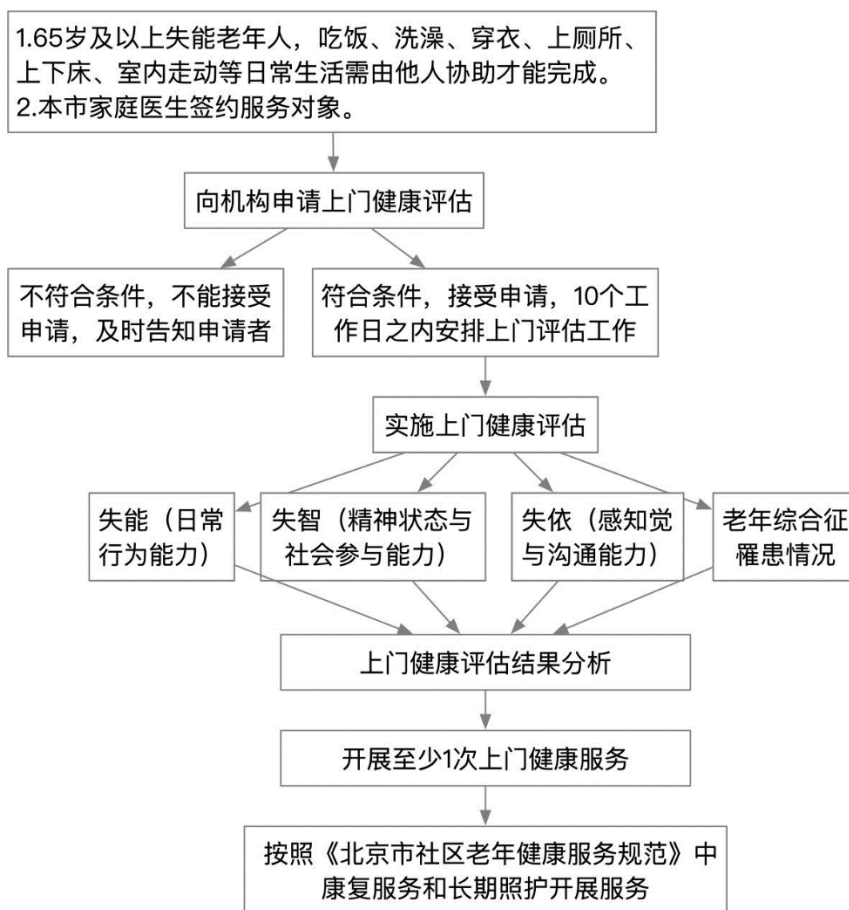 1.65岁及以上失能老年人，吃饭、洗澡、穿衣、上厕所、
上下床、室内走动等日常生活需由他人协助才能完成。
2.本市家庭医生签约服务对象。
向机构申请上门健康评估
不符合条件，不能接受
申请，及时告知申请者
符合条件，接受申请，10个工
作日之内安排上门评估工作
实施上门健康评估
失能（日常
行为能力）
失智（精神状态与
社会参与能力）
失依（感知觉
与沟通能力）
老年综合征
罹患情况
上门健康评估结果分析
开展至少1次上门健康服务
按照《北京市社区老年健康服务规范》中
康复服务和长期照护开展服务